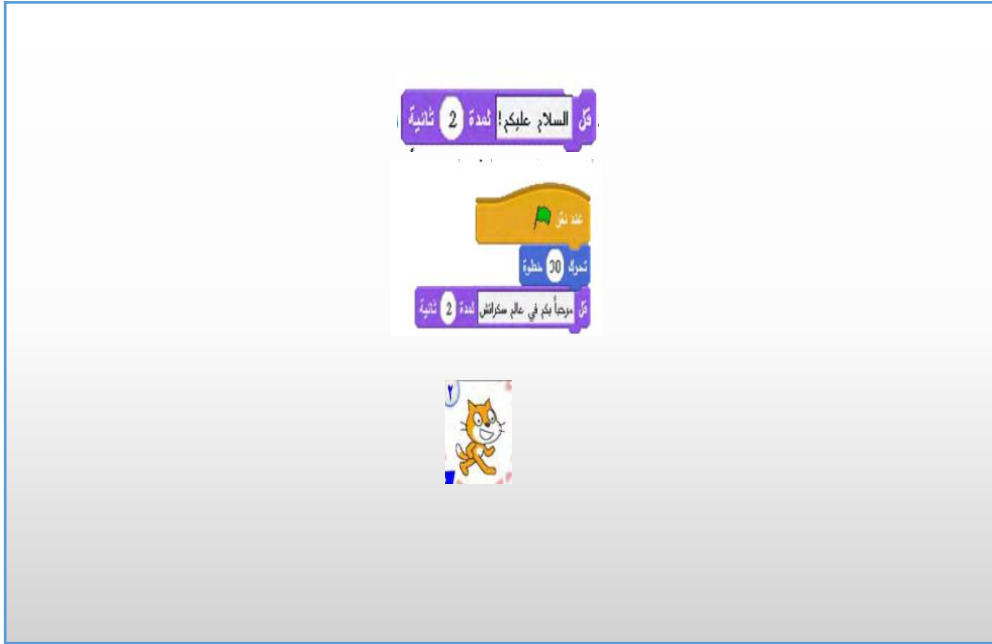 قل السلام عليكم! لمدة 2 ثانية
عند نقر
تحرك 30 خطوة
قل مرحباً بكم في عالم سكراتش لمدة 2 ثانية
٢